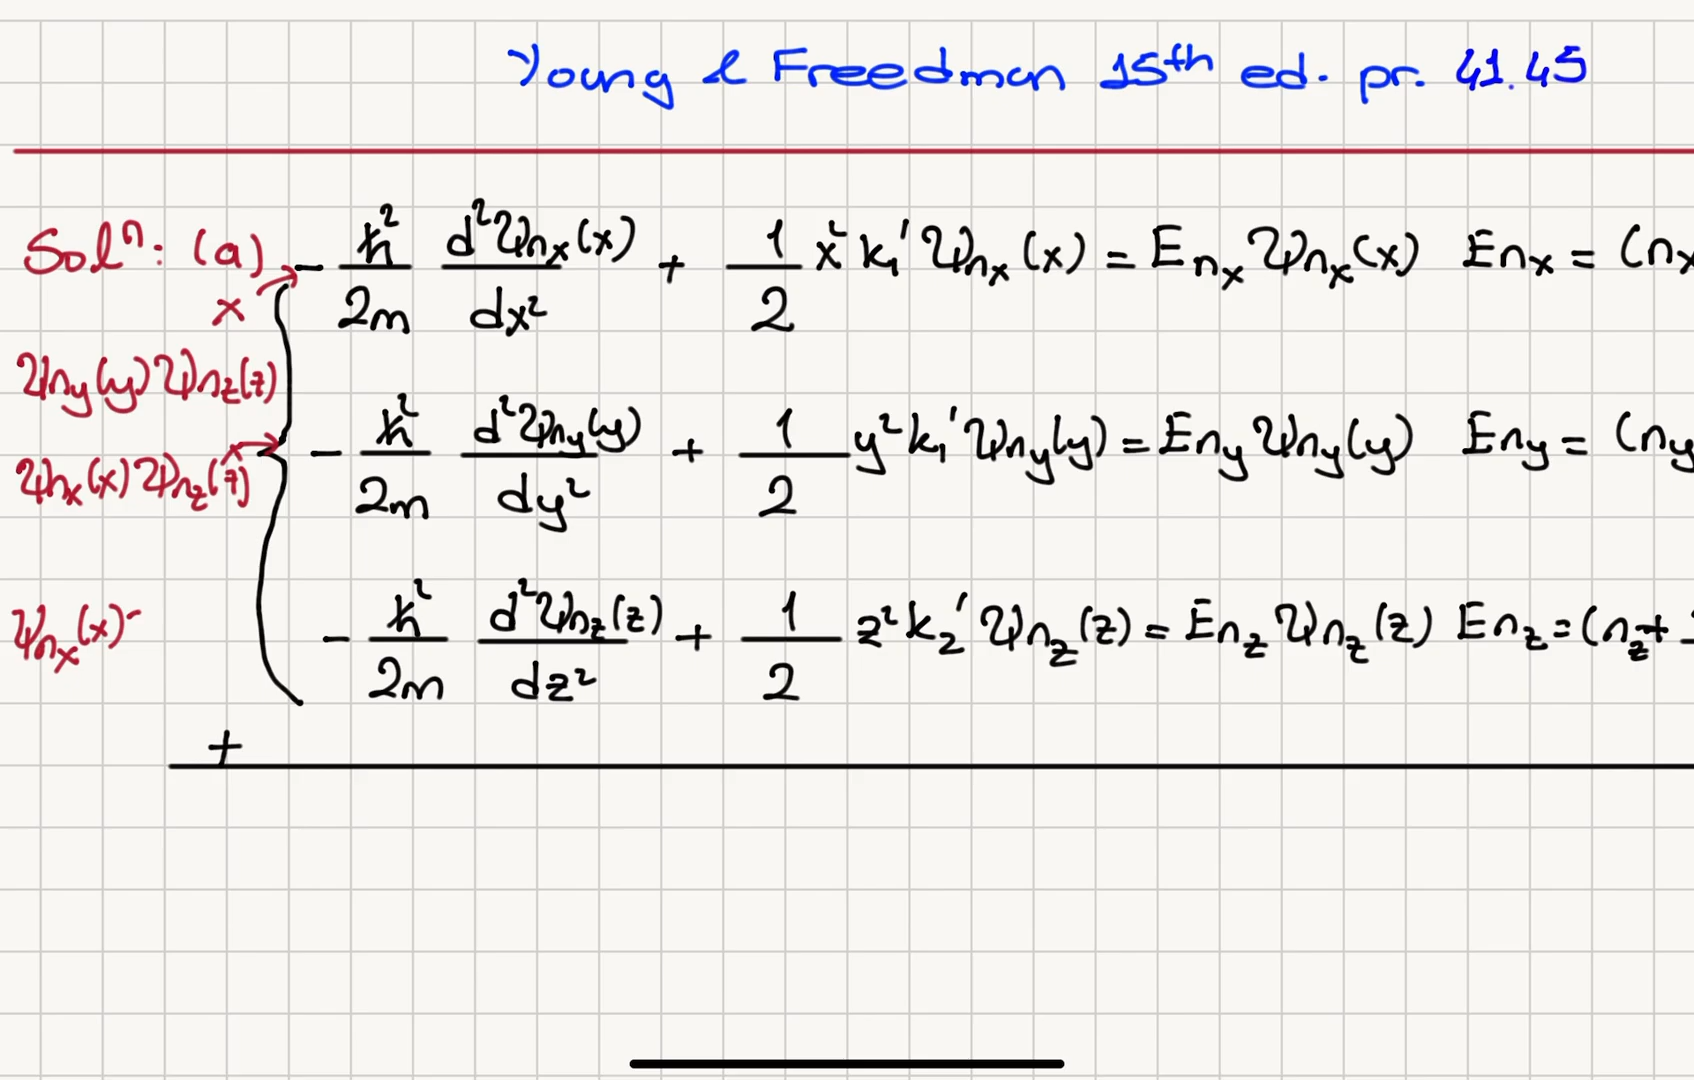 Young & Freedman 15th ed. pr. 41.45
Solⁿ: (a) - ħ²/2m d²Ψnx(x)/dx² + 1/2 x² k₁' Ψnx(x) = Enx Ψnx(x) Enx = (nx
x
Ψny(y) Ψnz(z)
- ħ²/2m d²Ψny(y)/dy² + 1/2 y² k₁' Ψny(y) = Eny Ψny(y) Eny = (ny
Ψnx(x) Ψnz(z) x
Ψnx(x) - ħ²/2m d²Ψnz(z)/dz² + 1/2 z² k₂' Ψnz(z) = Enz Ψnz(z) Enz = (nz +
+